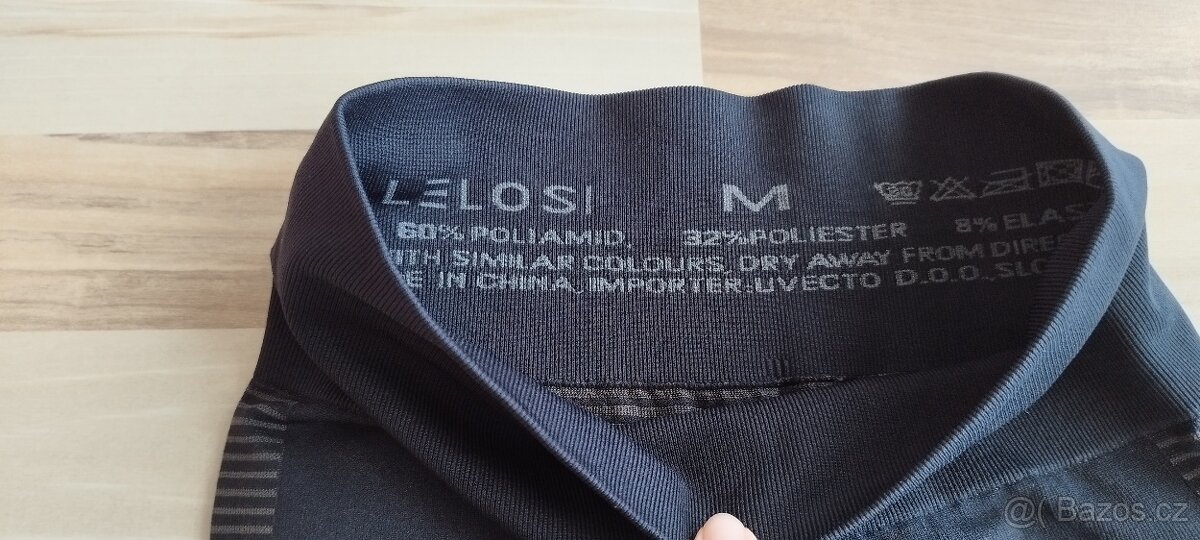 LELOSI M
60% POLIAMID, 32% POLIESTER 8% ELAS
ITH SIMILAR COLOURS, DRY AWAY FROM DIRE
E IN CHINA, IMPORTER: UVECTO D.O.O., SLO
@( Bazos.cz